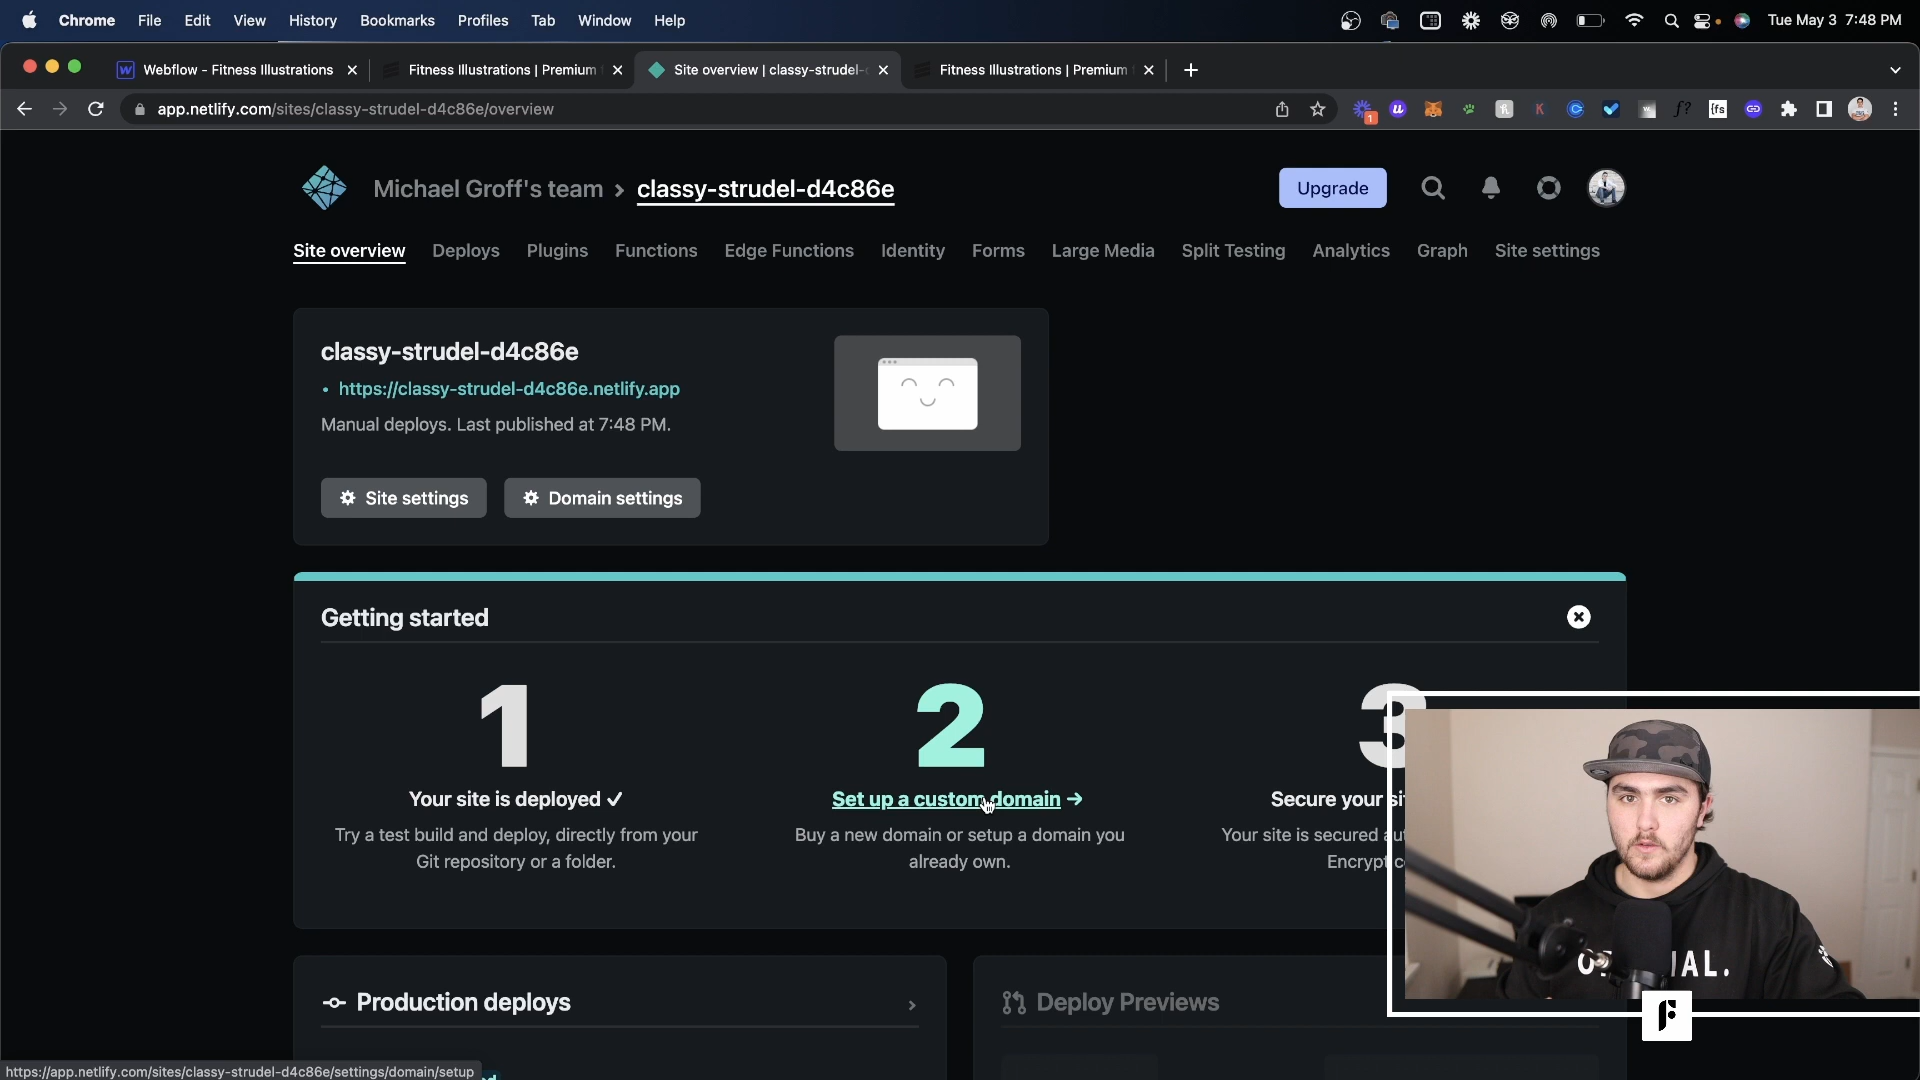 Chrome File Edit View History Bookmarks Profiles Tab Window Help Tue May 3 7:48 PM
Webflow - Fitness Illustrations Fitness Illustrations | Premium Site overview | classy-strudel- Fitness Illustrations | Premium
app.netlify.com/sites/classy-strudel-d4c86e/overview
Michael Groff's team > classy-strudel-d4c86e Upgrade
Site overview Deploys Plugins Functions Edge Functions Identity Forms Large Media Split Testing Analytics Graph Site settings
classy-strudel-d4c86e
• https://classy-strudel-d4c86e.netlify.app
Manual deploys. Last published at 7:48 PM.
Site settings Domain settings
Getting started
1 2 3
Your site is deployed ✓ Set up a custom domain → Secure your
Try a test build and deploy, directly from your Buy a new domain or setup a domain you Your site is secured
Git repository or a folder. already own. Encrypt
Production deploys > Deploy Previews
https://app.netlify.com/sites/classy-strudel-d4c86e/settings/domain/setup